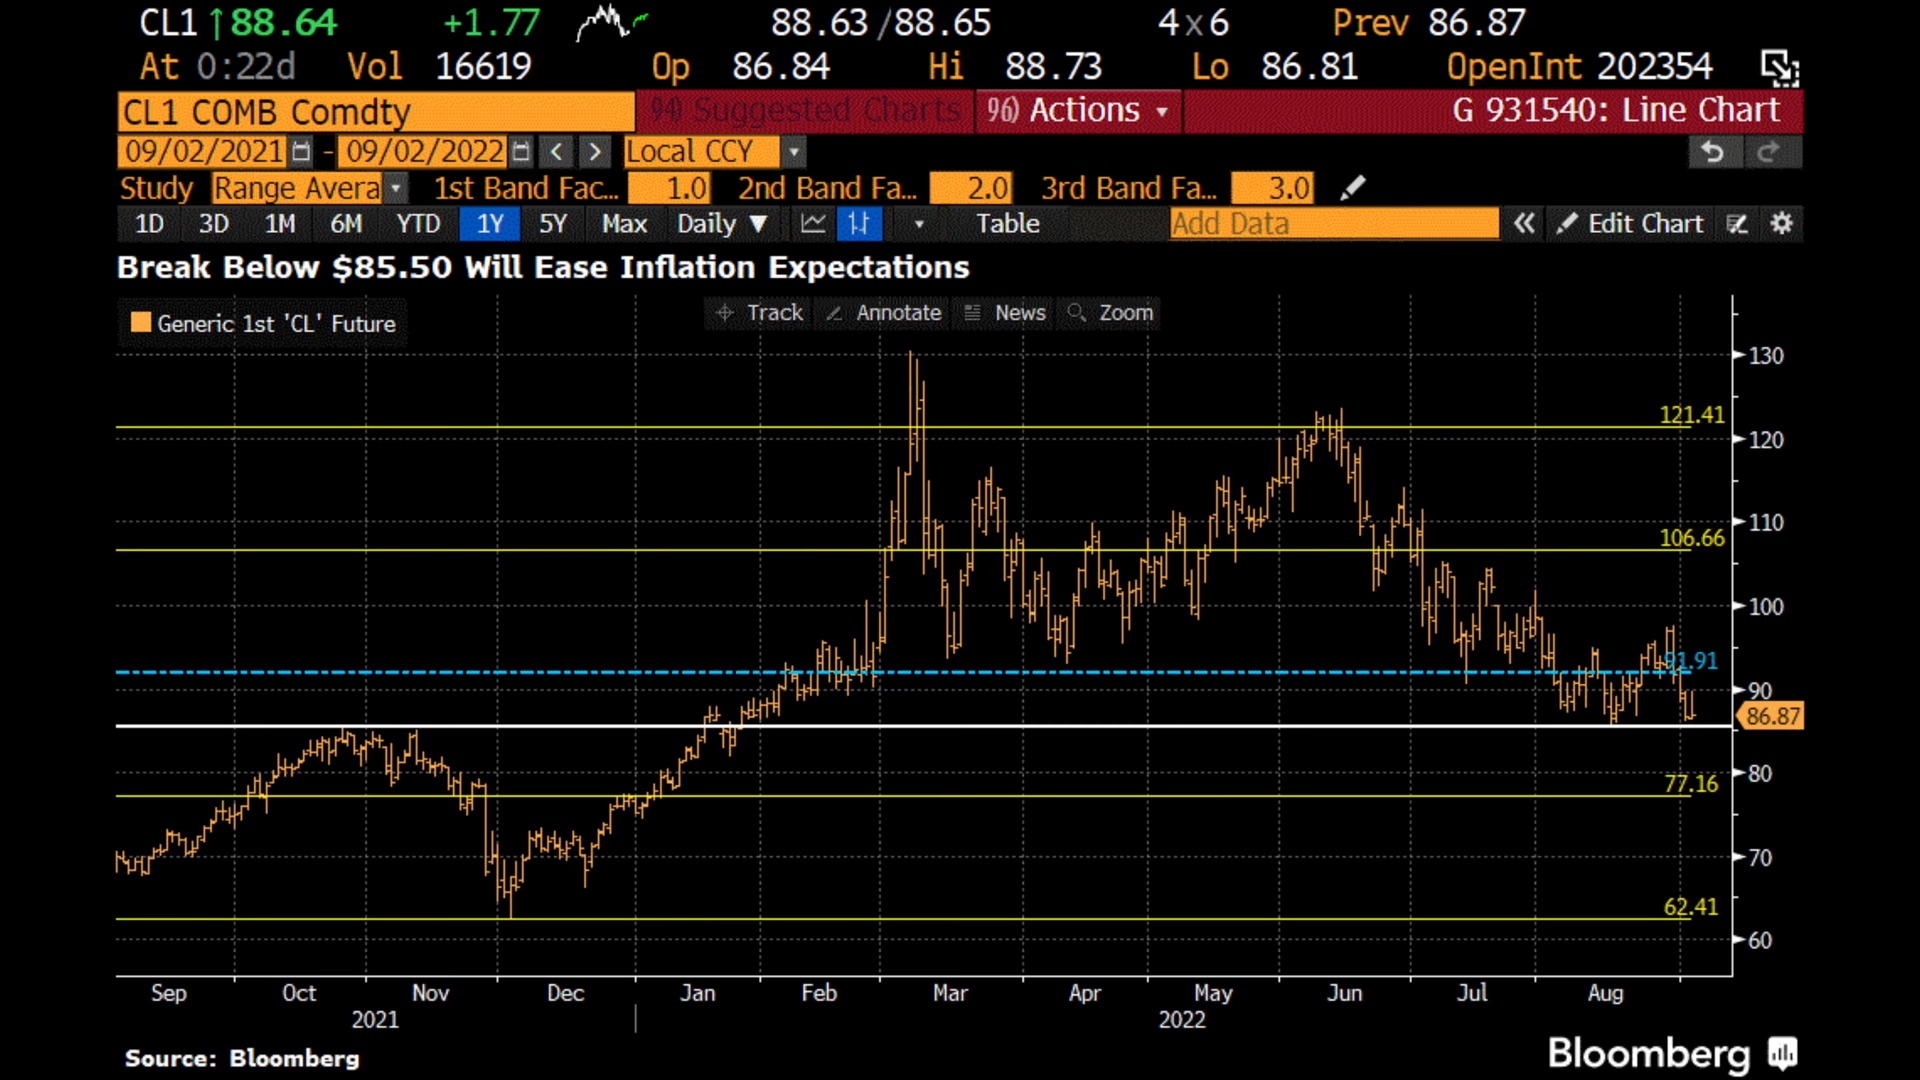 CL1 ↑88.64 +1.77 88.63/88.65 4x6 Prev 86.87
At 0:22d Vol 16619 Op 86.84 Hi 88.73 Lo 86.81 OpenInt 202354
CL1 COMB Comdty 94) Suggested Charts 96) Actions G 931540: Line Chart
09/02/2021 - 09/02/2022 < > Local CCY
Study Range Avera 1st Band Fac... 1.0 2nd Band Fa... 2.0 3rd Band Fa... 3.0
1D 3D 1M 6M YTD 1Y 5Y Max Daily ▼ Table Add Data « Edit Chart
Break Below $85.50 Will Ease Inflation Expectations
Track Annotate News Zoom
Generic 1st 'CL' Future
130
121.41
120
110
106.66
100
91.91
90
86.87
80
77.16
70
62.41
60
Sep Oct Nov Dec Jan Feb Mar Apr May Jun Jul Aug
2021 2022
Source: Bloomberg
Bloomberg